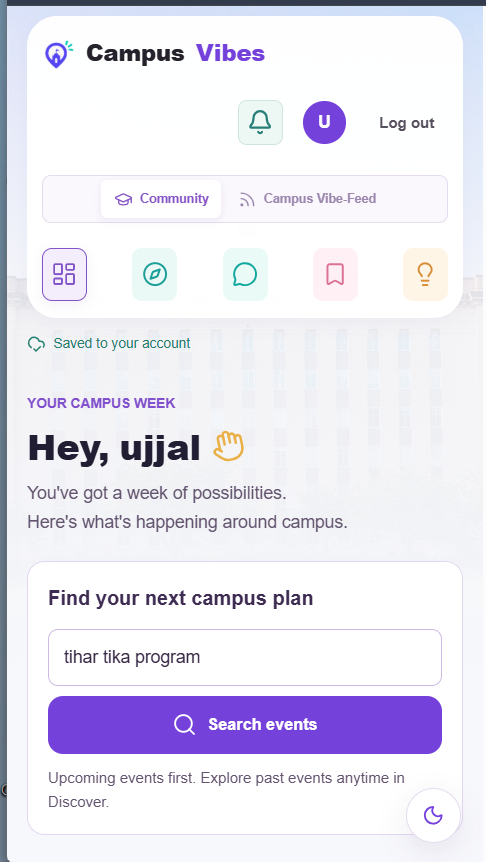 Campus Vibes
U
Log out
Community
Campus Vibe-Feed
Saved to your account
YOUR CAMPUS WEEK
Hey, ujjal
You've got a week of possibilities.
Here's what's happening around campus.
Find your next campus plan
tihar tika program
Search events
Upcoming events first. Explore past events anytime in
Discover.